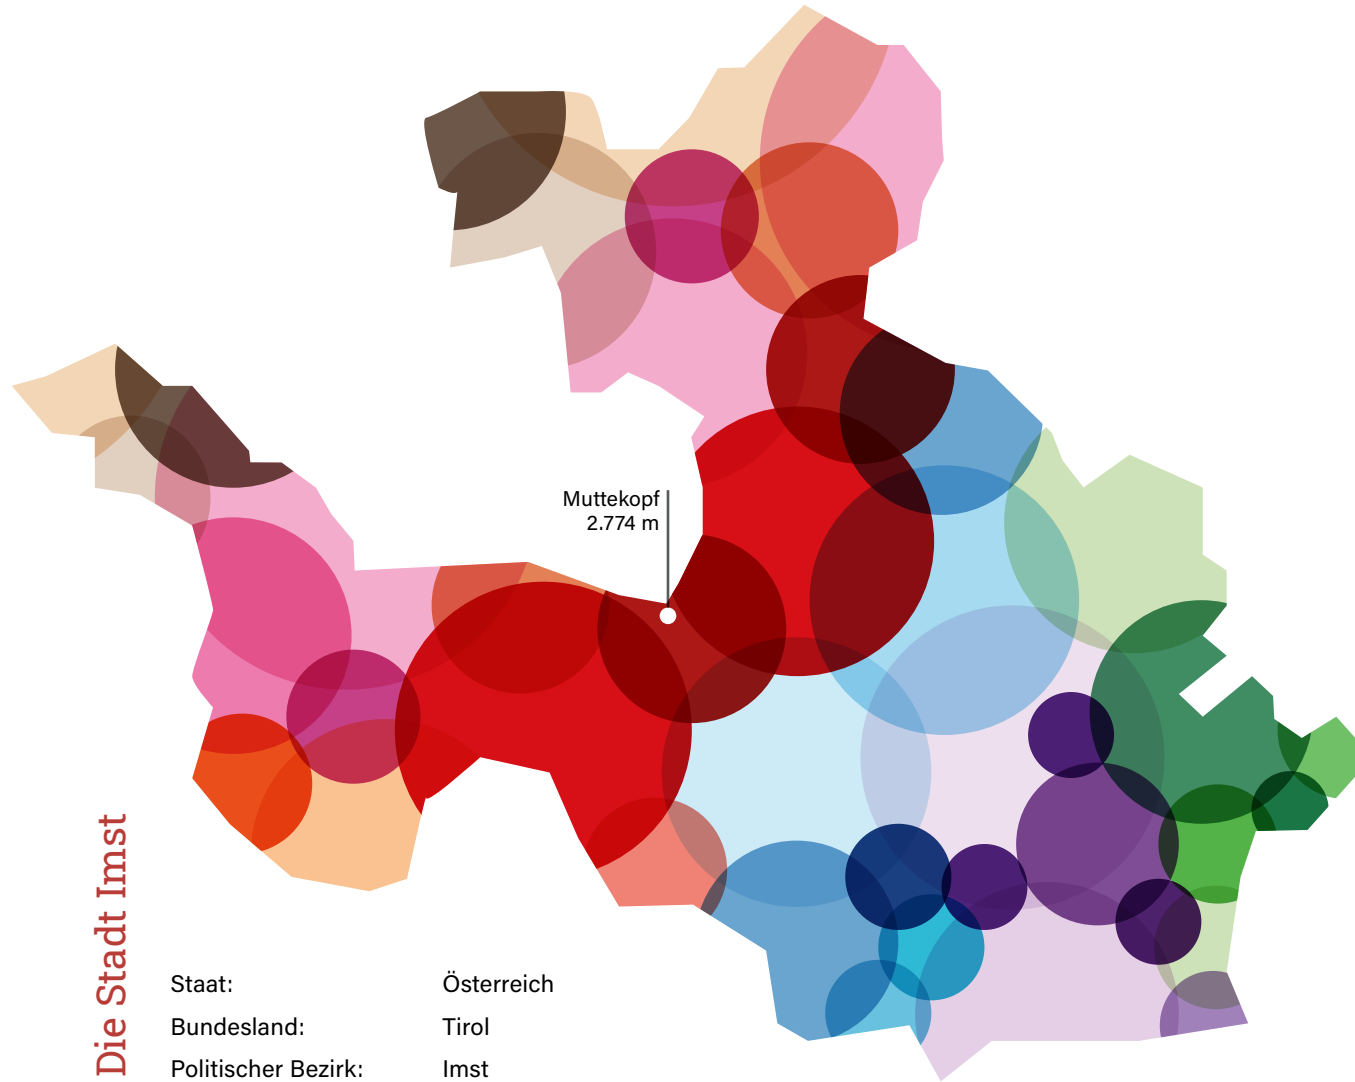 Muttekopf
2.774 m
Die Stadt Imst
Staat: Österreich
Bundesland: Tirol
Politischer Bezirk: Imst